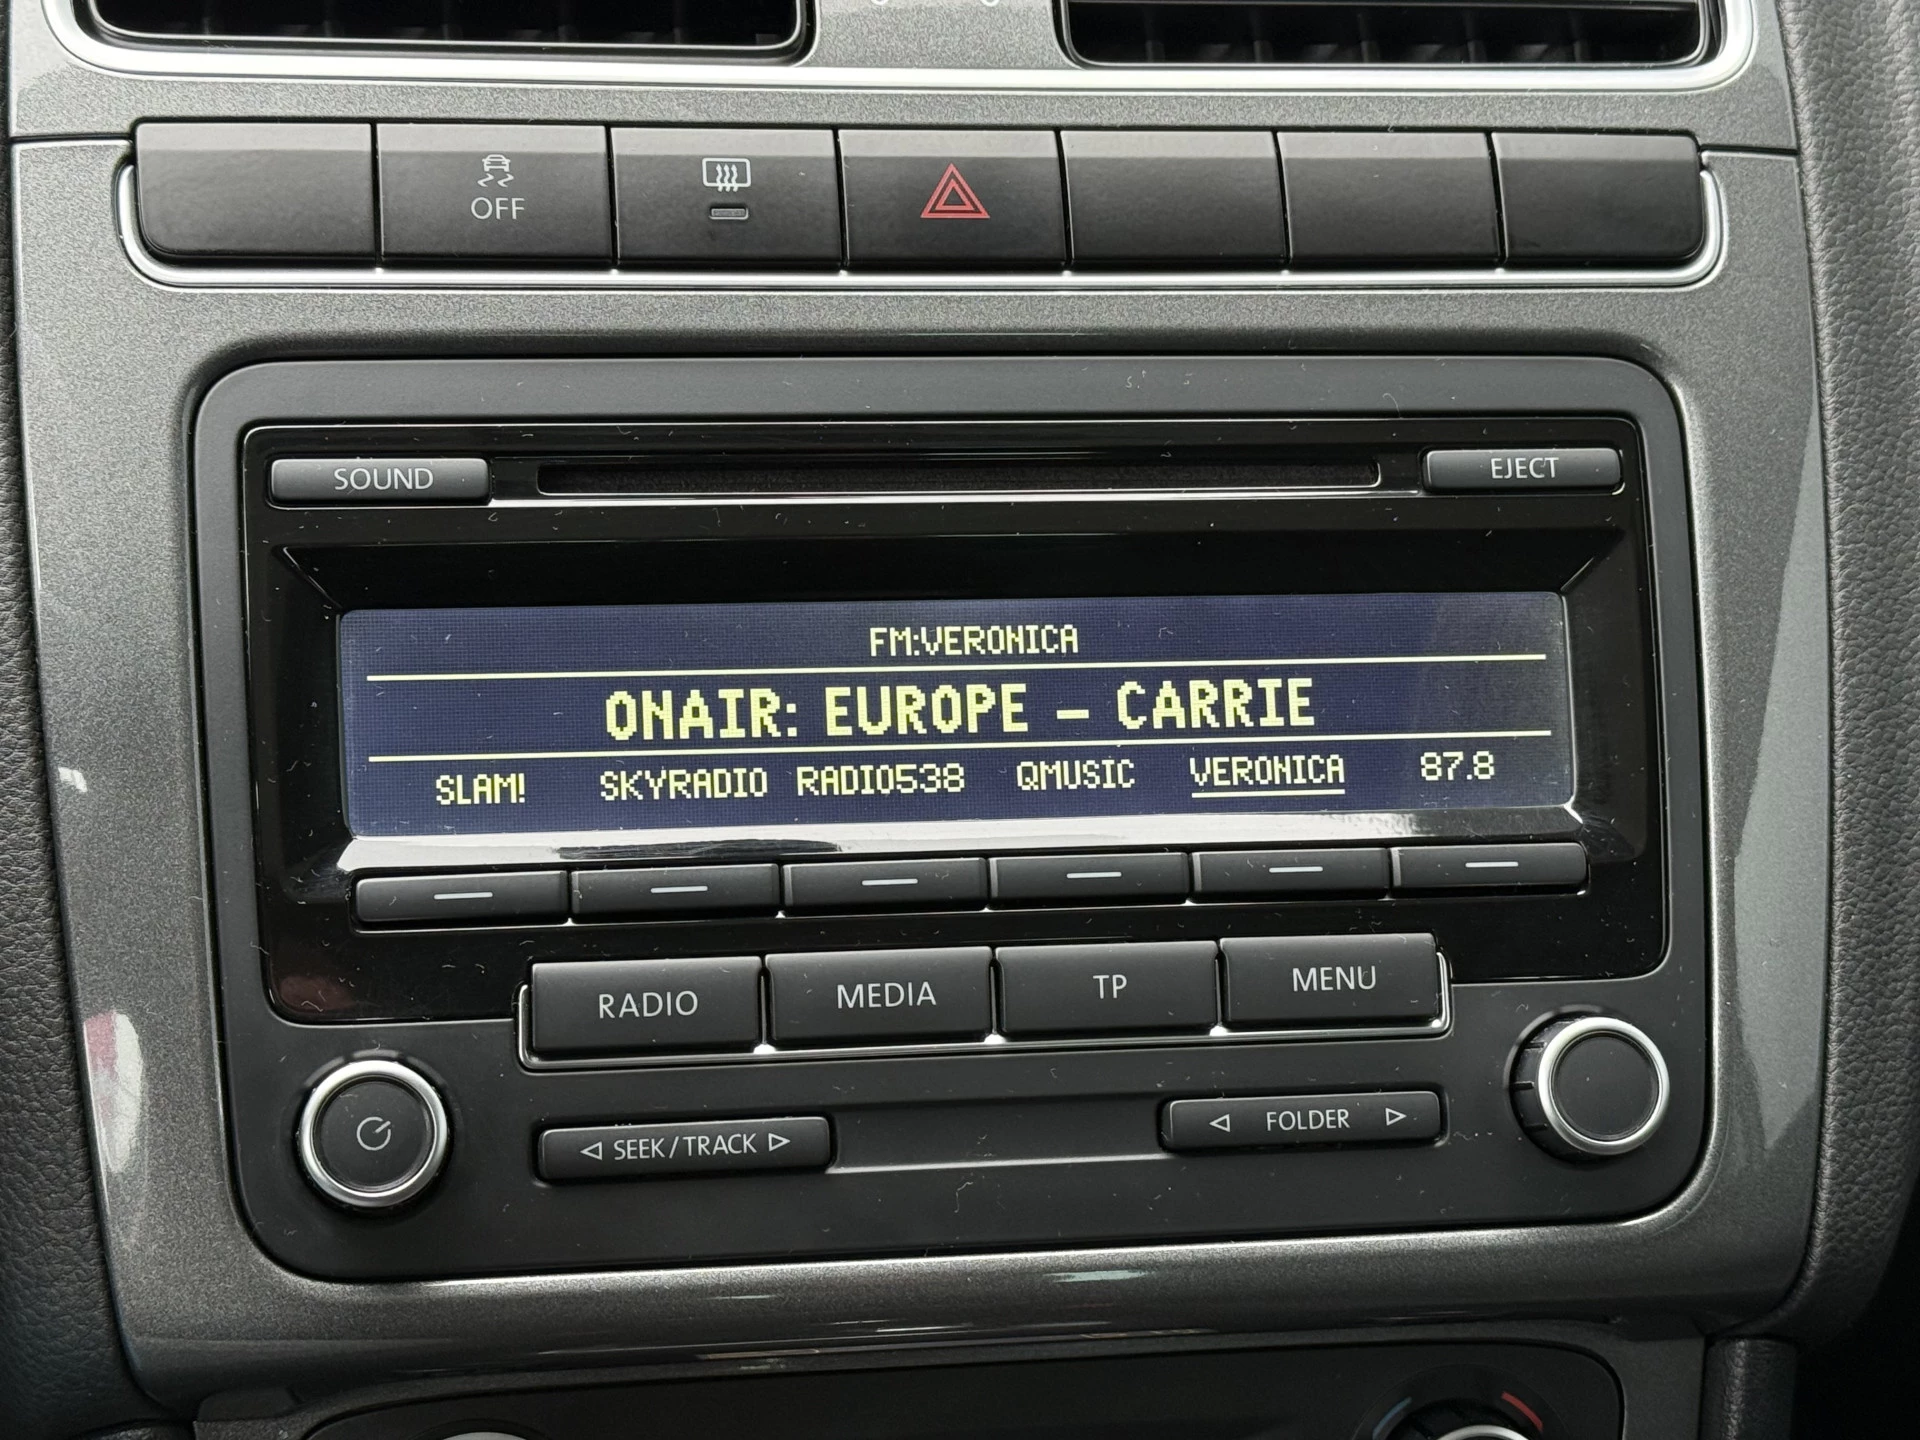 OFF
SOUND EJECT
FM:VERONICA
ONAIR: EUROPE - CARRIE
SLAM! SKYRADIO RADIO538 QMUSIC VERONICA 87.8
RADIO MEDIA TP MENU
SEEK/TRACK FOLDER